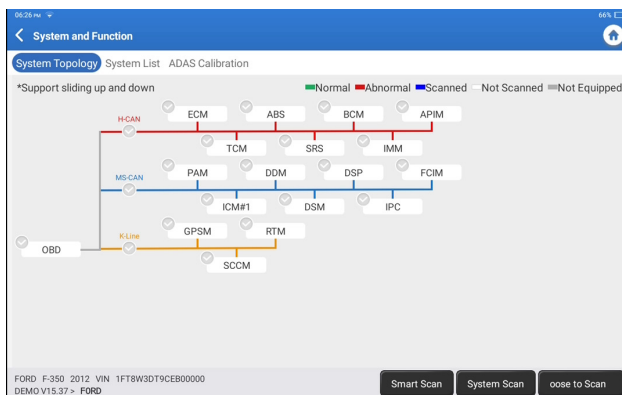 06:26 PM 66%
System and Function
System Topology System List ADAS Calibration
*Support sliding up and down Normal Abnormal Scanned Not Scanned Not Equipped
ECM ABS BCM APIM
H-CAN
TCM SRS IMM
PAM DDM DSP FCIM
MS-CAN
ICM#1 DSM IPC
GPSM RTM
K-Line
OBD
SCCM
FORD F-350 2012 VIN 1FT8W3DT9CEB00000
DEMO V15.37 > FORD
Smart Scan System Scan oose to Scan